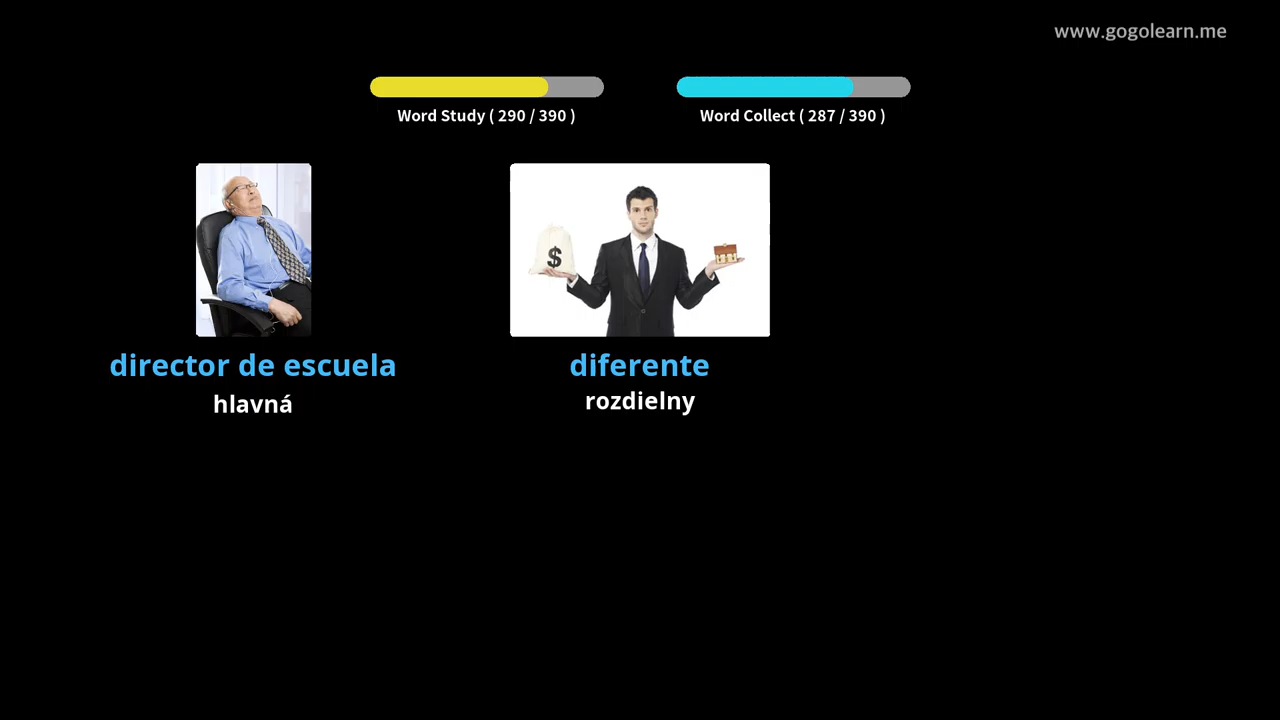 www.gogolearn.me
Word Study ( 290 / 390 )
Word Collect ( 287 / 390 )
$
director de escuela
hlavná
diferente
rozdielny